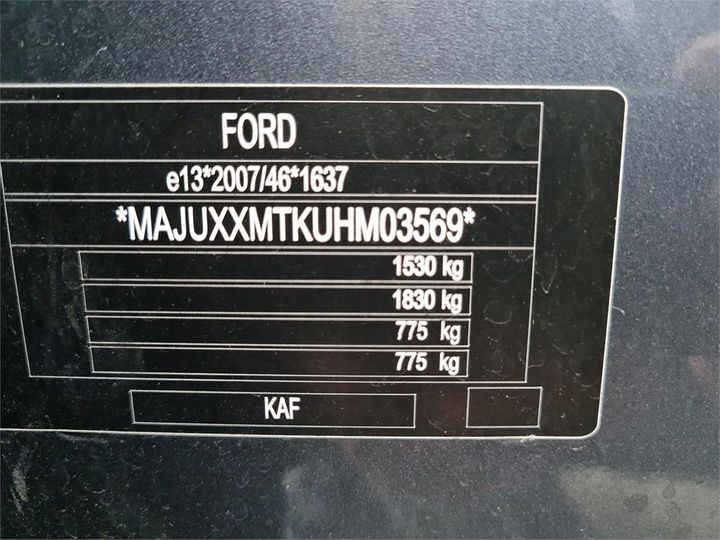 FORD
e13*2007/46*1637
*MAJUXXMTKUHM03569*
1530 kg
1830 kg
775 kg
775 kg
KAF